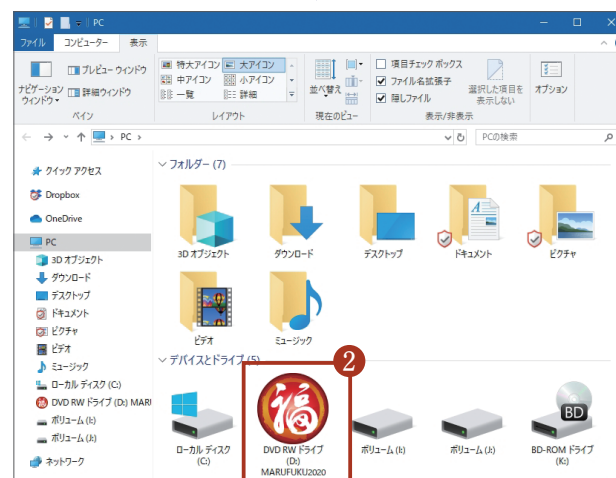 PC
ファイル コンピューター 表示
ナビゲーション ウィンドウ
プレビュー ウィンドウ
詳細ウィンドウ
ペイン
特大アイコン 大アイコン
中アイコン 小アイコン
一覧 詳細
レイアウト
並べ替え
現在のビュー
項目チェック ボックス
ファイル名拡張子
隠しファイル
選択した項目を
表示しない
表示/非表示
オプション
PC
PCの検索
クイック アクセス
Dropbox
OneDrive
PC
3D オブジェクト
ダウンロード
デスクトップ
ドキュメント
ピクチャ
ビデオ
ミュージック
ローカル ディスク (C:)
DVD RW ドライブ (D:) MARU
ボリューム (I:)
ボリューム (J:)
ネットワーク
フォルダー (7)
3D オブジェクト
ダウンロード
デスクトップ
ドキュメント
ピクチャ
ビデオ
ミュージック
デバイスとドライブ (5)
2
福
BD
ローカル ディスク
(C:)
DVD RW ドライブ
(D:)
MARUFUKU2020
ボリューム (I:)
ボリューム (J:)
BD-ROM ドライブ
(K:)